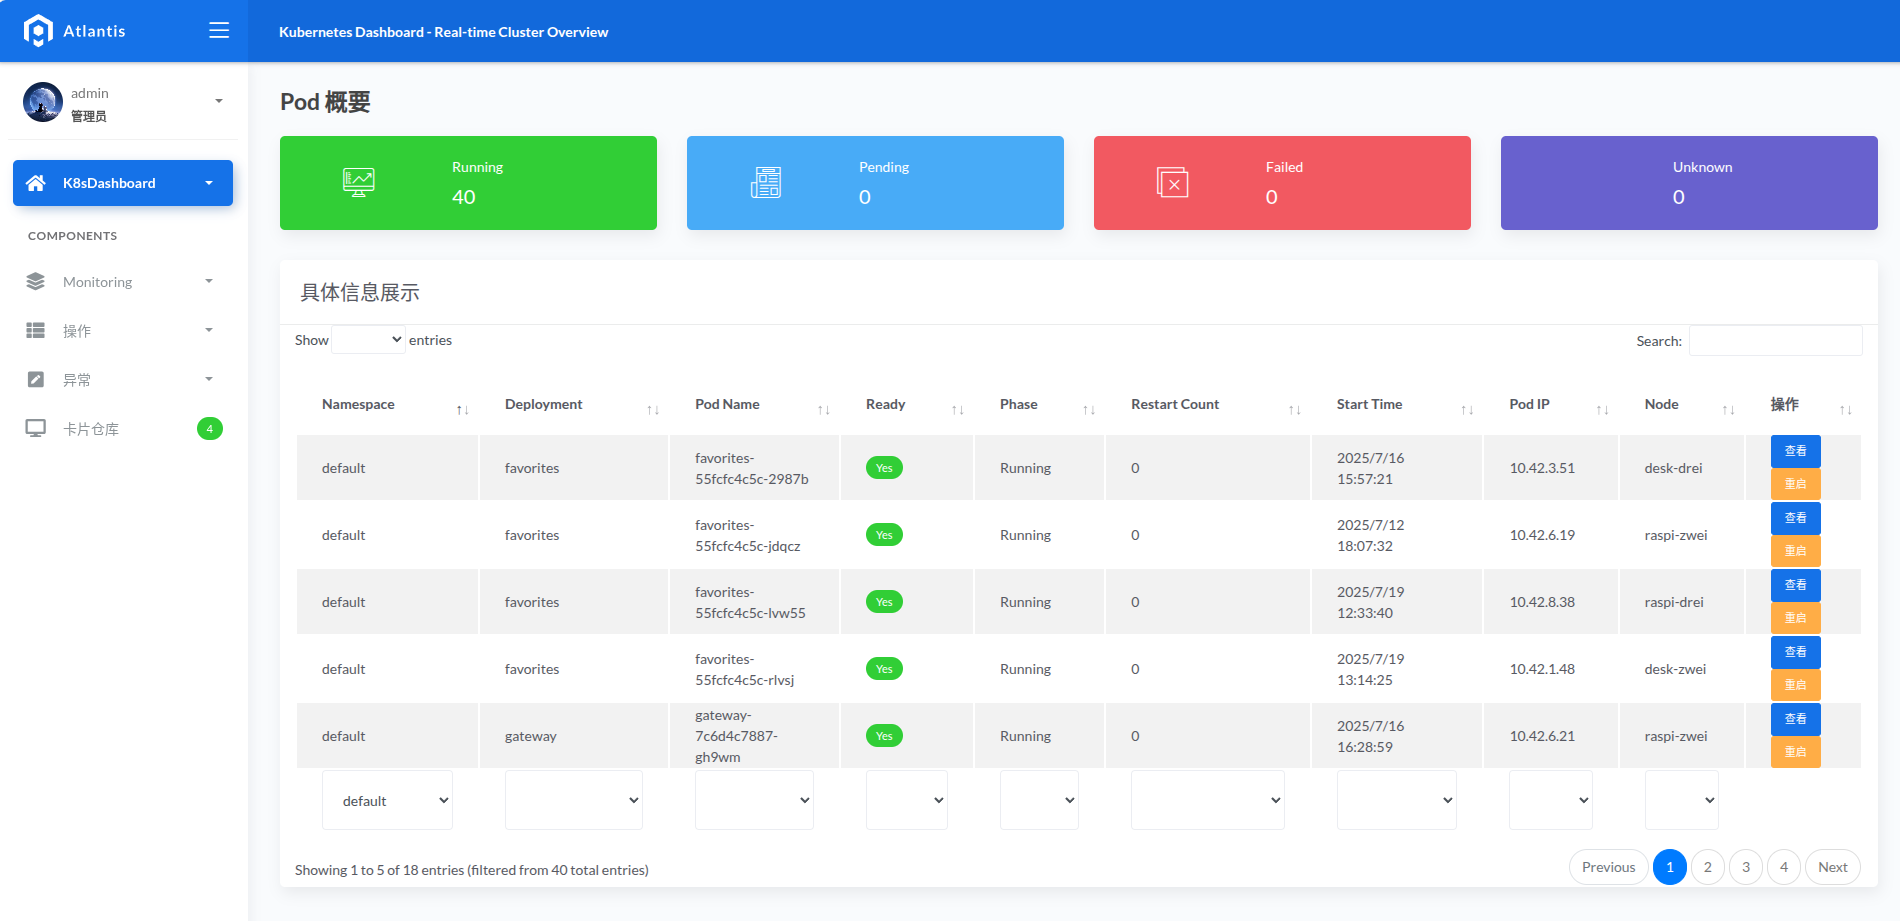 Atlantis
Kubernetes Dashboard - Real-time Cluster Overview
admin
管理员
K8sDashboard
COMPONENTS
Monitoring
操作
异常
卡片仓库 4
Pod 概要
Running
40
Pending
0
Failed
0
Unknown
0
具体信息展示
Show entries
Search:
Namespace ↑↓ Deployment ↑↓ Pod Name ↑↓ Ready ↑↓ Phase ↑↓ Restart Count ↑↓ Start Time ↑↓ Pod IP ↑↓ Node ↑↓ 操作 ↑↓
default favorites favorites-55fcfc4c5c-2987b Yes Running 0 2025/7/16 15:57:21 10.42.3.51 desk-drei 查看 重启
default favorites favorites-55fcfc4c5c-jdqcz Yes Running 0 2025/7/12 18:07:32 10.42.6.19 raspi-zwei 查看 重启
default favorites favorites-55fcfc4c5c-lvw55 Yes Running 0 2025/7/19 12:33:40 10.42.8.38 raspi-drei 查看 重启
default favorites favorites-55fcfc4c5c-rlvsj Yes Running 0 2025/7/19 13:14:25 10.42.1.48 desk-zwei 查看 重启
default gateway gateway-7c6d4c7887-gh9wm Yes Running 0 2025/7/16 16:28:59 10.42.6.21 raspi-zwei 查看 重启
default
Showing 1 to 5 of 18 entries (filtered from 40 total entries)
Previous 1 2 3 4 Next